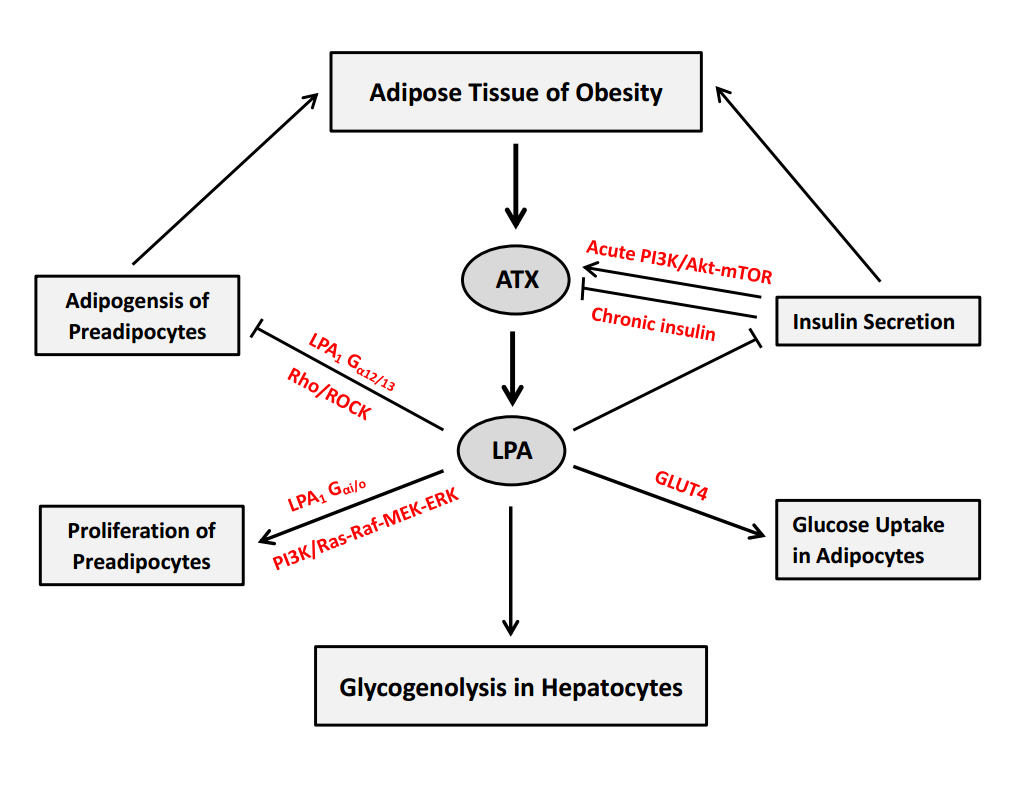 Adipose Tissue of Obesity
ATX
Acute PI3K/Akt-mTOR
Chronic insulin
Adipogensis of
Preadipocytes
Insulin Secretion
LPA₁ Gα12/13
Rho/ROCK
LPA
LPA₁ Gαi/o
PI3K/Ras-Raf-MEK-ERK
GLUT4
Proliferation of
Preadipocytes
Glucose Uptake
in Adipocytes
Glycogenolysis in Hepatocytes